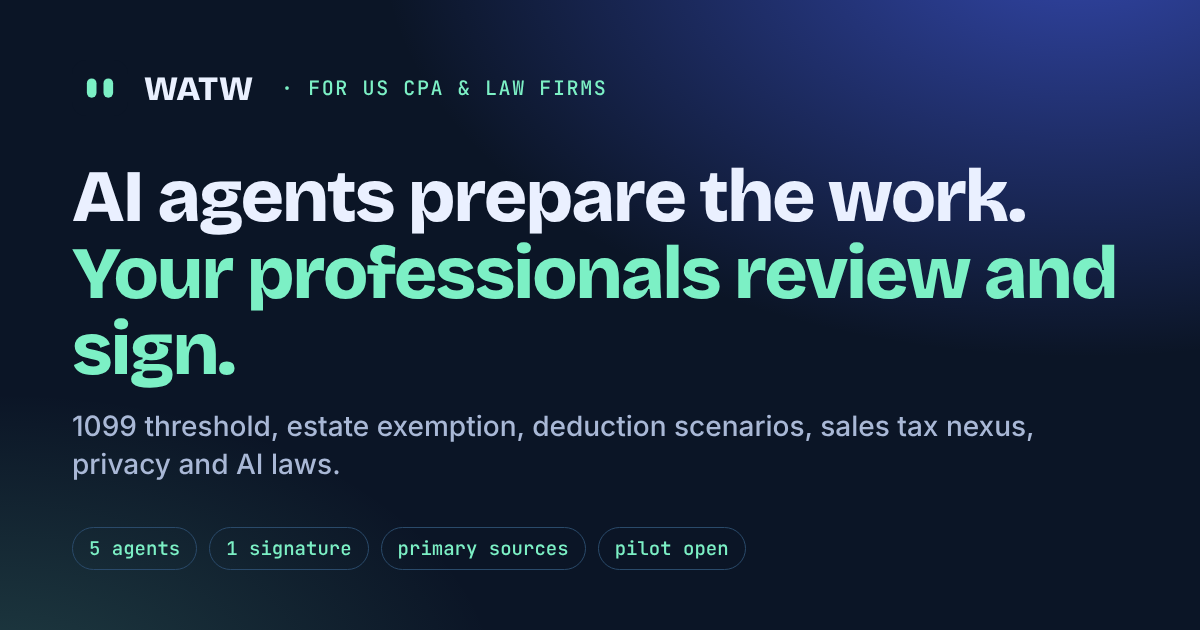 WATW · FOR US CPA & LAW FIRMS
AI agents prepare the work.
Your professionals review and
sign.
1099 threshold, estate exemption, deduction scenarios, sales tax nexus,
privacy and AI laws.
5 agents 1 signature primary sources pilot open